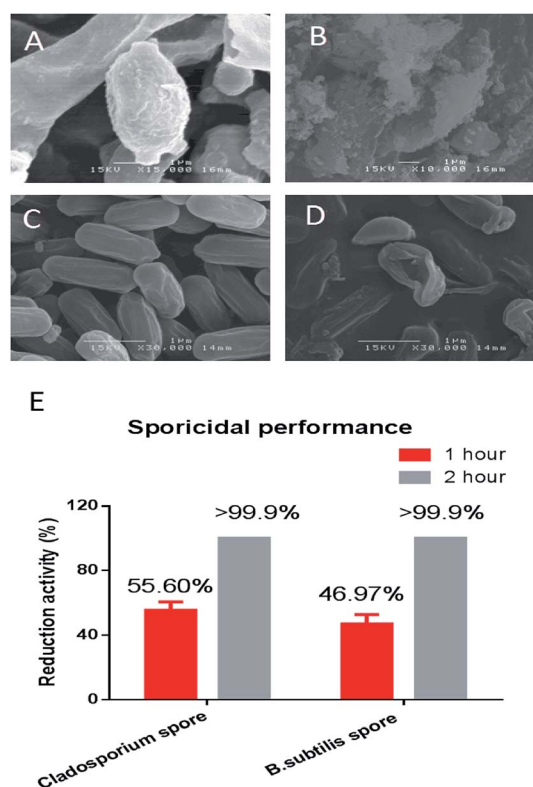 A
15KV X15,000 1µm 16mm
B
15KV X10,000 1µm 16mm
C
15KV X30,000 1µm 14mm
D
15KV X30,000 1µm 14mm
E
Sporicidal performance
1 hour
2 hour
Reduction activity (%)
120
80
40
0
55.60%
>99.9%
46.97%
>99.9%
Cladosporium spore
B.subtilis spore